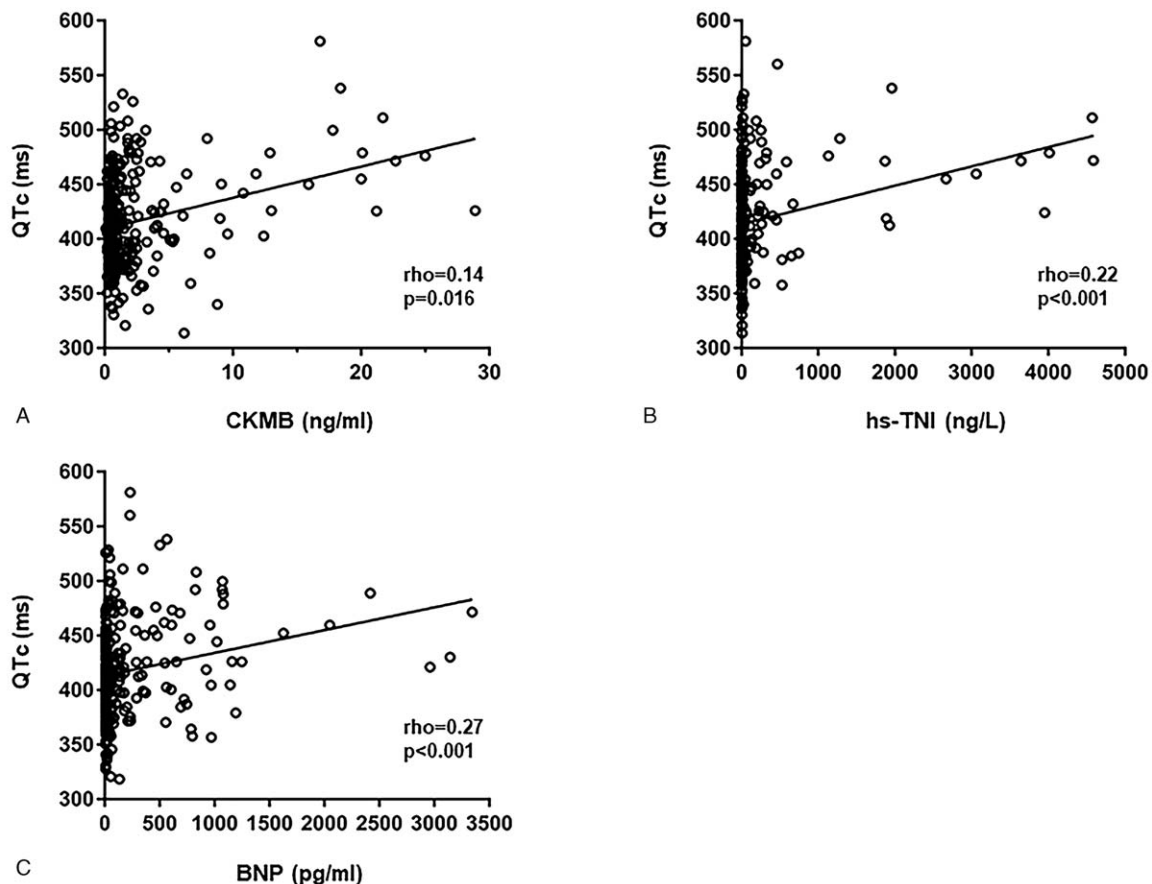 600
550
500
450
400
350
300
QTc (ms)
rho=0.14
p=0.016
0 10 20 30
A
CKMB (ng/ml)
600
550
500
450
400
350
300
QTc (ms)
rho=0.22
p<0.001
0 1000 2000 3000 4000 5000
B
hs-TNI (ng/L)
600
550
500
450
400
350
300
QTc (ms)
rho=0.27
p<0.001
0 500 1000 1500 2000 2500 3000 3500
C
BNP (pg/ml)